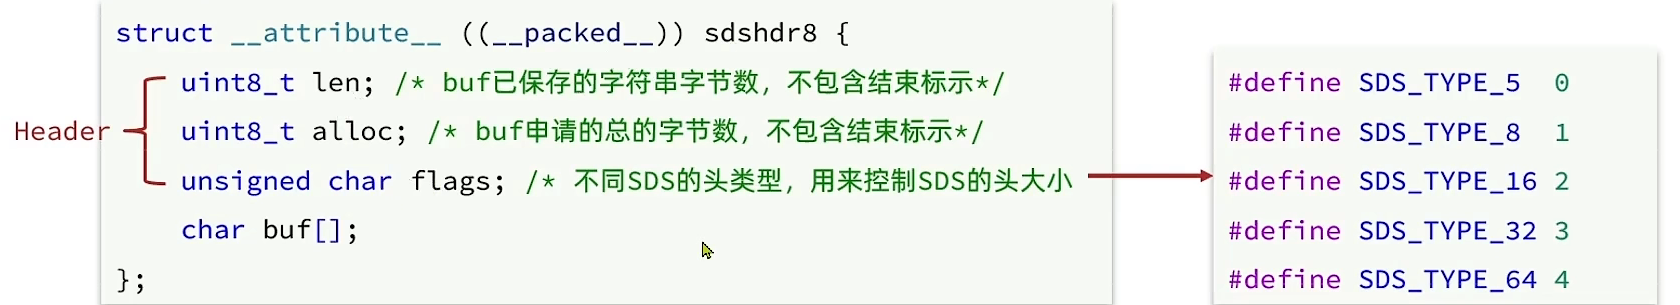 struct __attribute__ ((__packed__)) sdshdr8 {
uint8_t len; /* buf已保存的字符串字节数，不包含结束标示*/
uint8_t alloc; /* buf申请的总的字节数，不包含结束标示*/
unsigned char flags; /* 不同SDS的头类型，用来控制SDS的头大小
char buf[];
};
Header
#define SDS_TYPE_5 0
#define SDS_TYPE_8 1
#define SDS_TYPE_16 2
#define SDS_TYPE_32 3
#define SDS_TYPE_64 4